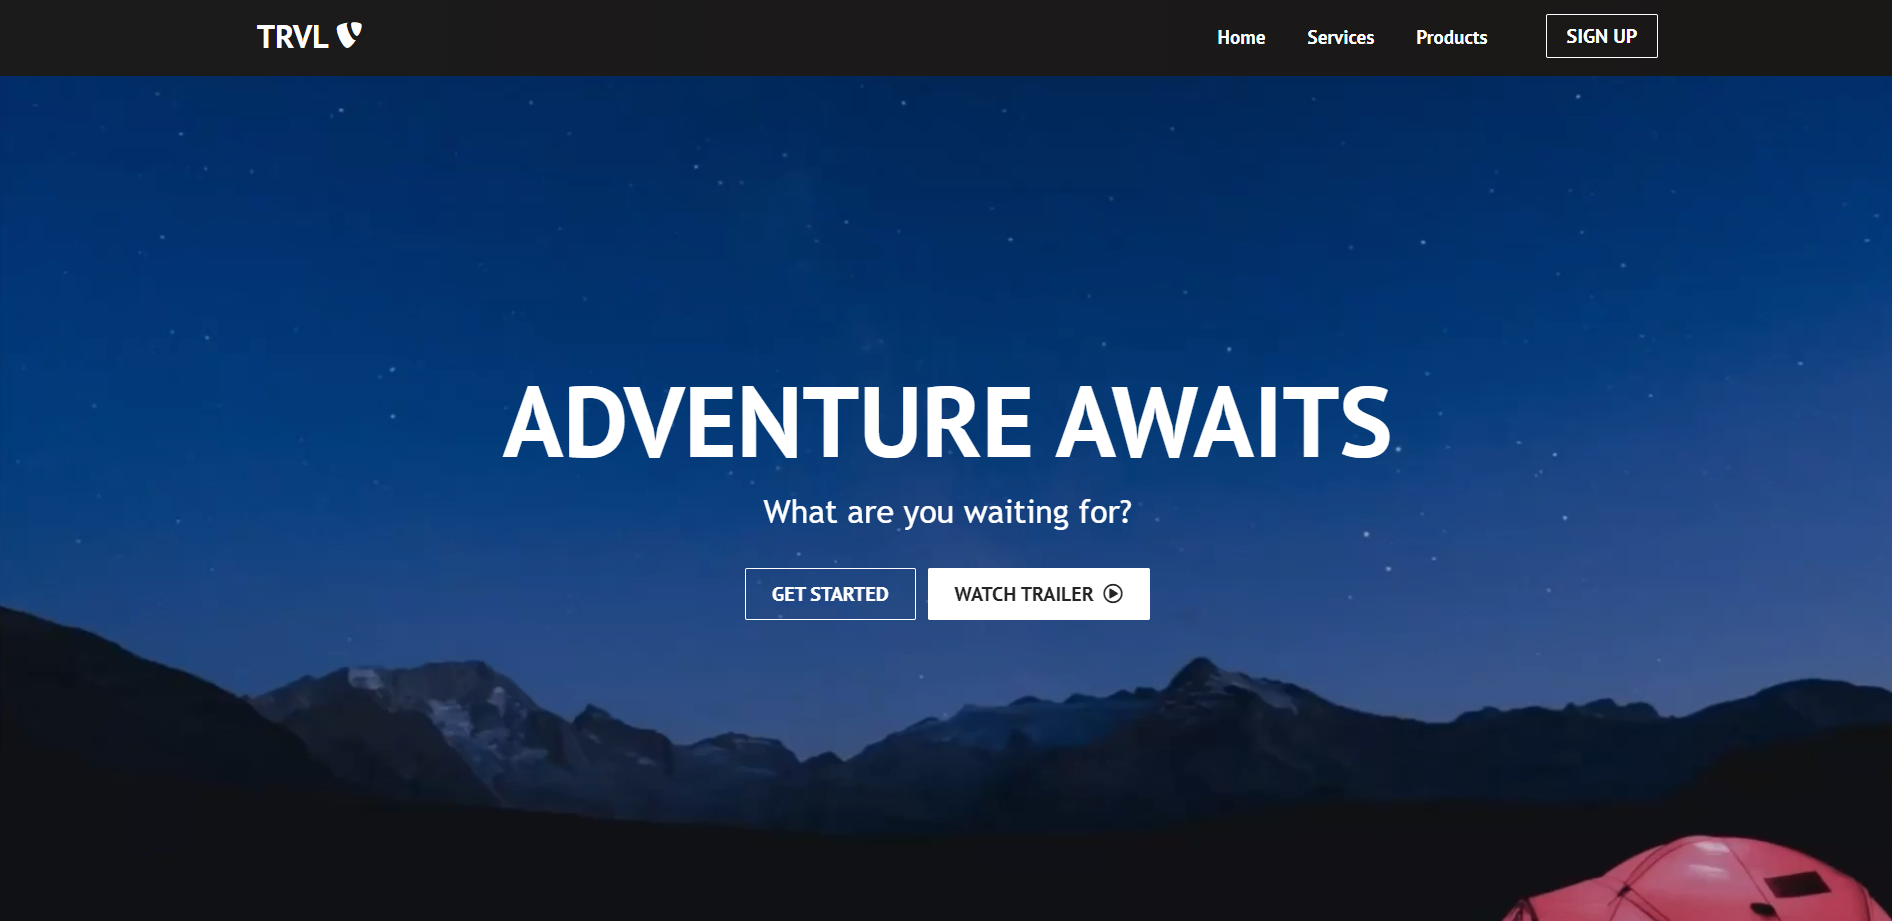 TRVL
Home Services Products SIGN UP
ADVENTURE AWAITS
What are you waiting for?
GET STARTED WATCH TRAILER